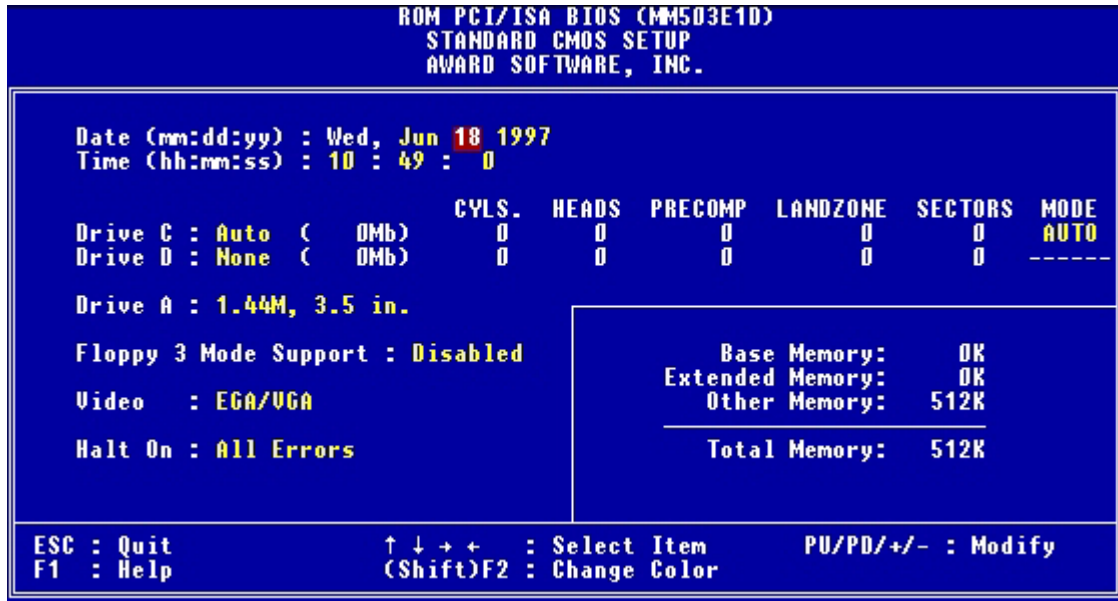 ROM PCI/ISA BIOS (MM503E1D)
STANDARD CMOS SETUP
AWARD SOFTWARE, INC.
Date (mm:dd:yy) : Wed, Jun 18 1997
Time (hh:mm:ss) : 10 : 49 : 0
CYLS. HEADS PRECOMP LANDZONE SECTORS MODE
Drive C : Auto ( 0Mb) 0 0 0 0 0 AUTO
Drive D : None ( 0Mb) 0 0 0 0 0 ------
Drive A : 1.44M, 3.5 in.
Floppy 3 Mode Support : Disabled
Video : EGA/VGA
Halt On : All Errors
Base Memory: 0K
Extended Memory: 0K
Other Memory: 512K
Total Memory: 512K
ESC : Quit ↑ ↓ → ← : Select Item PU/PD/+/- : Modify
F1 : Help (Shift)F2 : Change Color